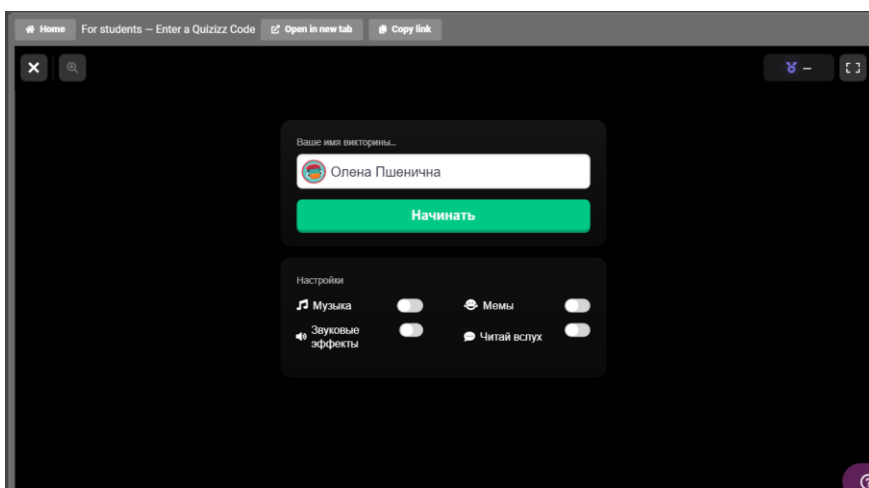 Home For students — Enter a Quizizz Code Open in new tab Copy link
Ваше имя викторины...
Олена Пшенична
Начинать
Настройки
Музыка Мемы
Звуковые
эффекты
Читай вслух